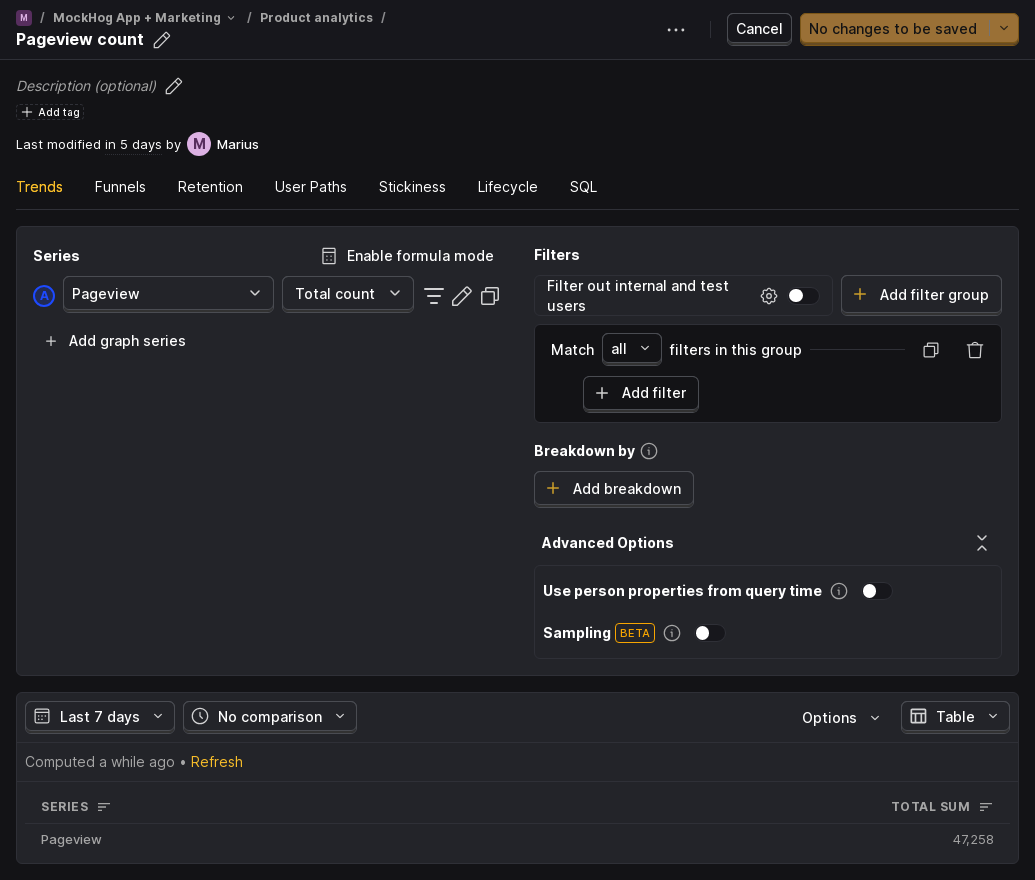 M / MockHog App + Marketing / Product analytics /
Pageview count
Cancel
No changes to be saved
Description (optional)
Add tag
Last modified in 5 days by M Marius
Trends Funnels Retention User Paths Stickiness Lifecycle SQL
Series
Enable formula mode
A Pageview Total count
Add graph series
Filters
Filter out internal and test
users
Add filter group
Match all filters in this group
Add filter
Breakdown by
Add breakdown
Advanced Options
Use person properties from query time
Sampling BETA
Last 7 days No comparison Options Table
Computed a while ago • Refresh
SERIES TOTAL SUM
Pageview 47,258